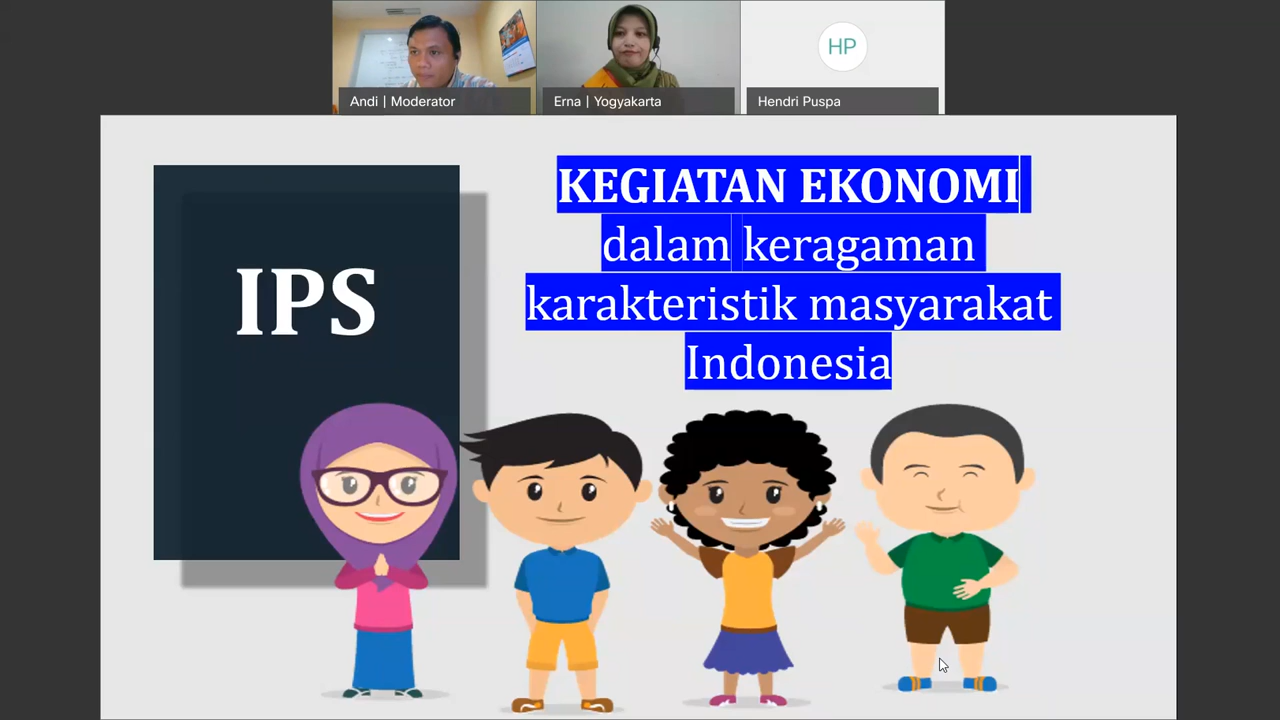 Andi | Moderator
Erna | Yogyakarta
HP
Hendri Puspa
IPS
KEGIATAN EKONOMI
dalam keragaman
karakteristik masyarakat
Indonesia